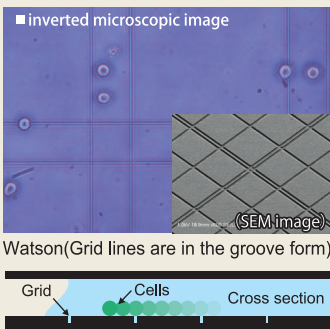 ■ inverted microscopic image
(SEM image)
Watson(Grid lines are in the groove form)
Grid
Cells
Cross section